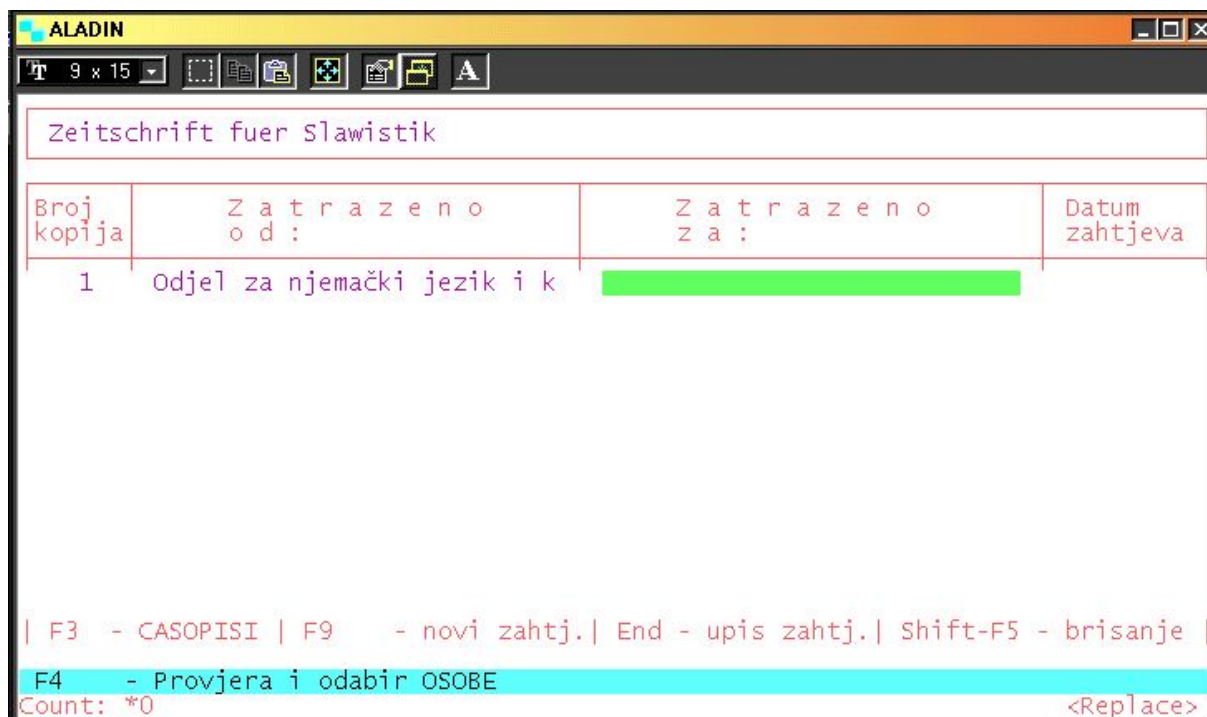 ALADIN
9 x 15
A
Zeitschrift fuer Slawistik
Broj kopija
Z a t r a z e n o o d :
Z a t r a z e n o z a :
Datum zahtjeva
1 Odjel za njemački jezik i k
| F3 - CASOPISI | F9 - novi zahtj.| End - upis zahtj.| Shift-F5 - brisanje |
F4 - Provjera i odabir OSOBE
Count: *0 <Replace>